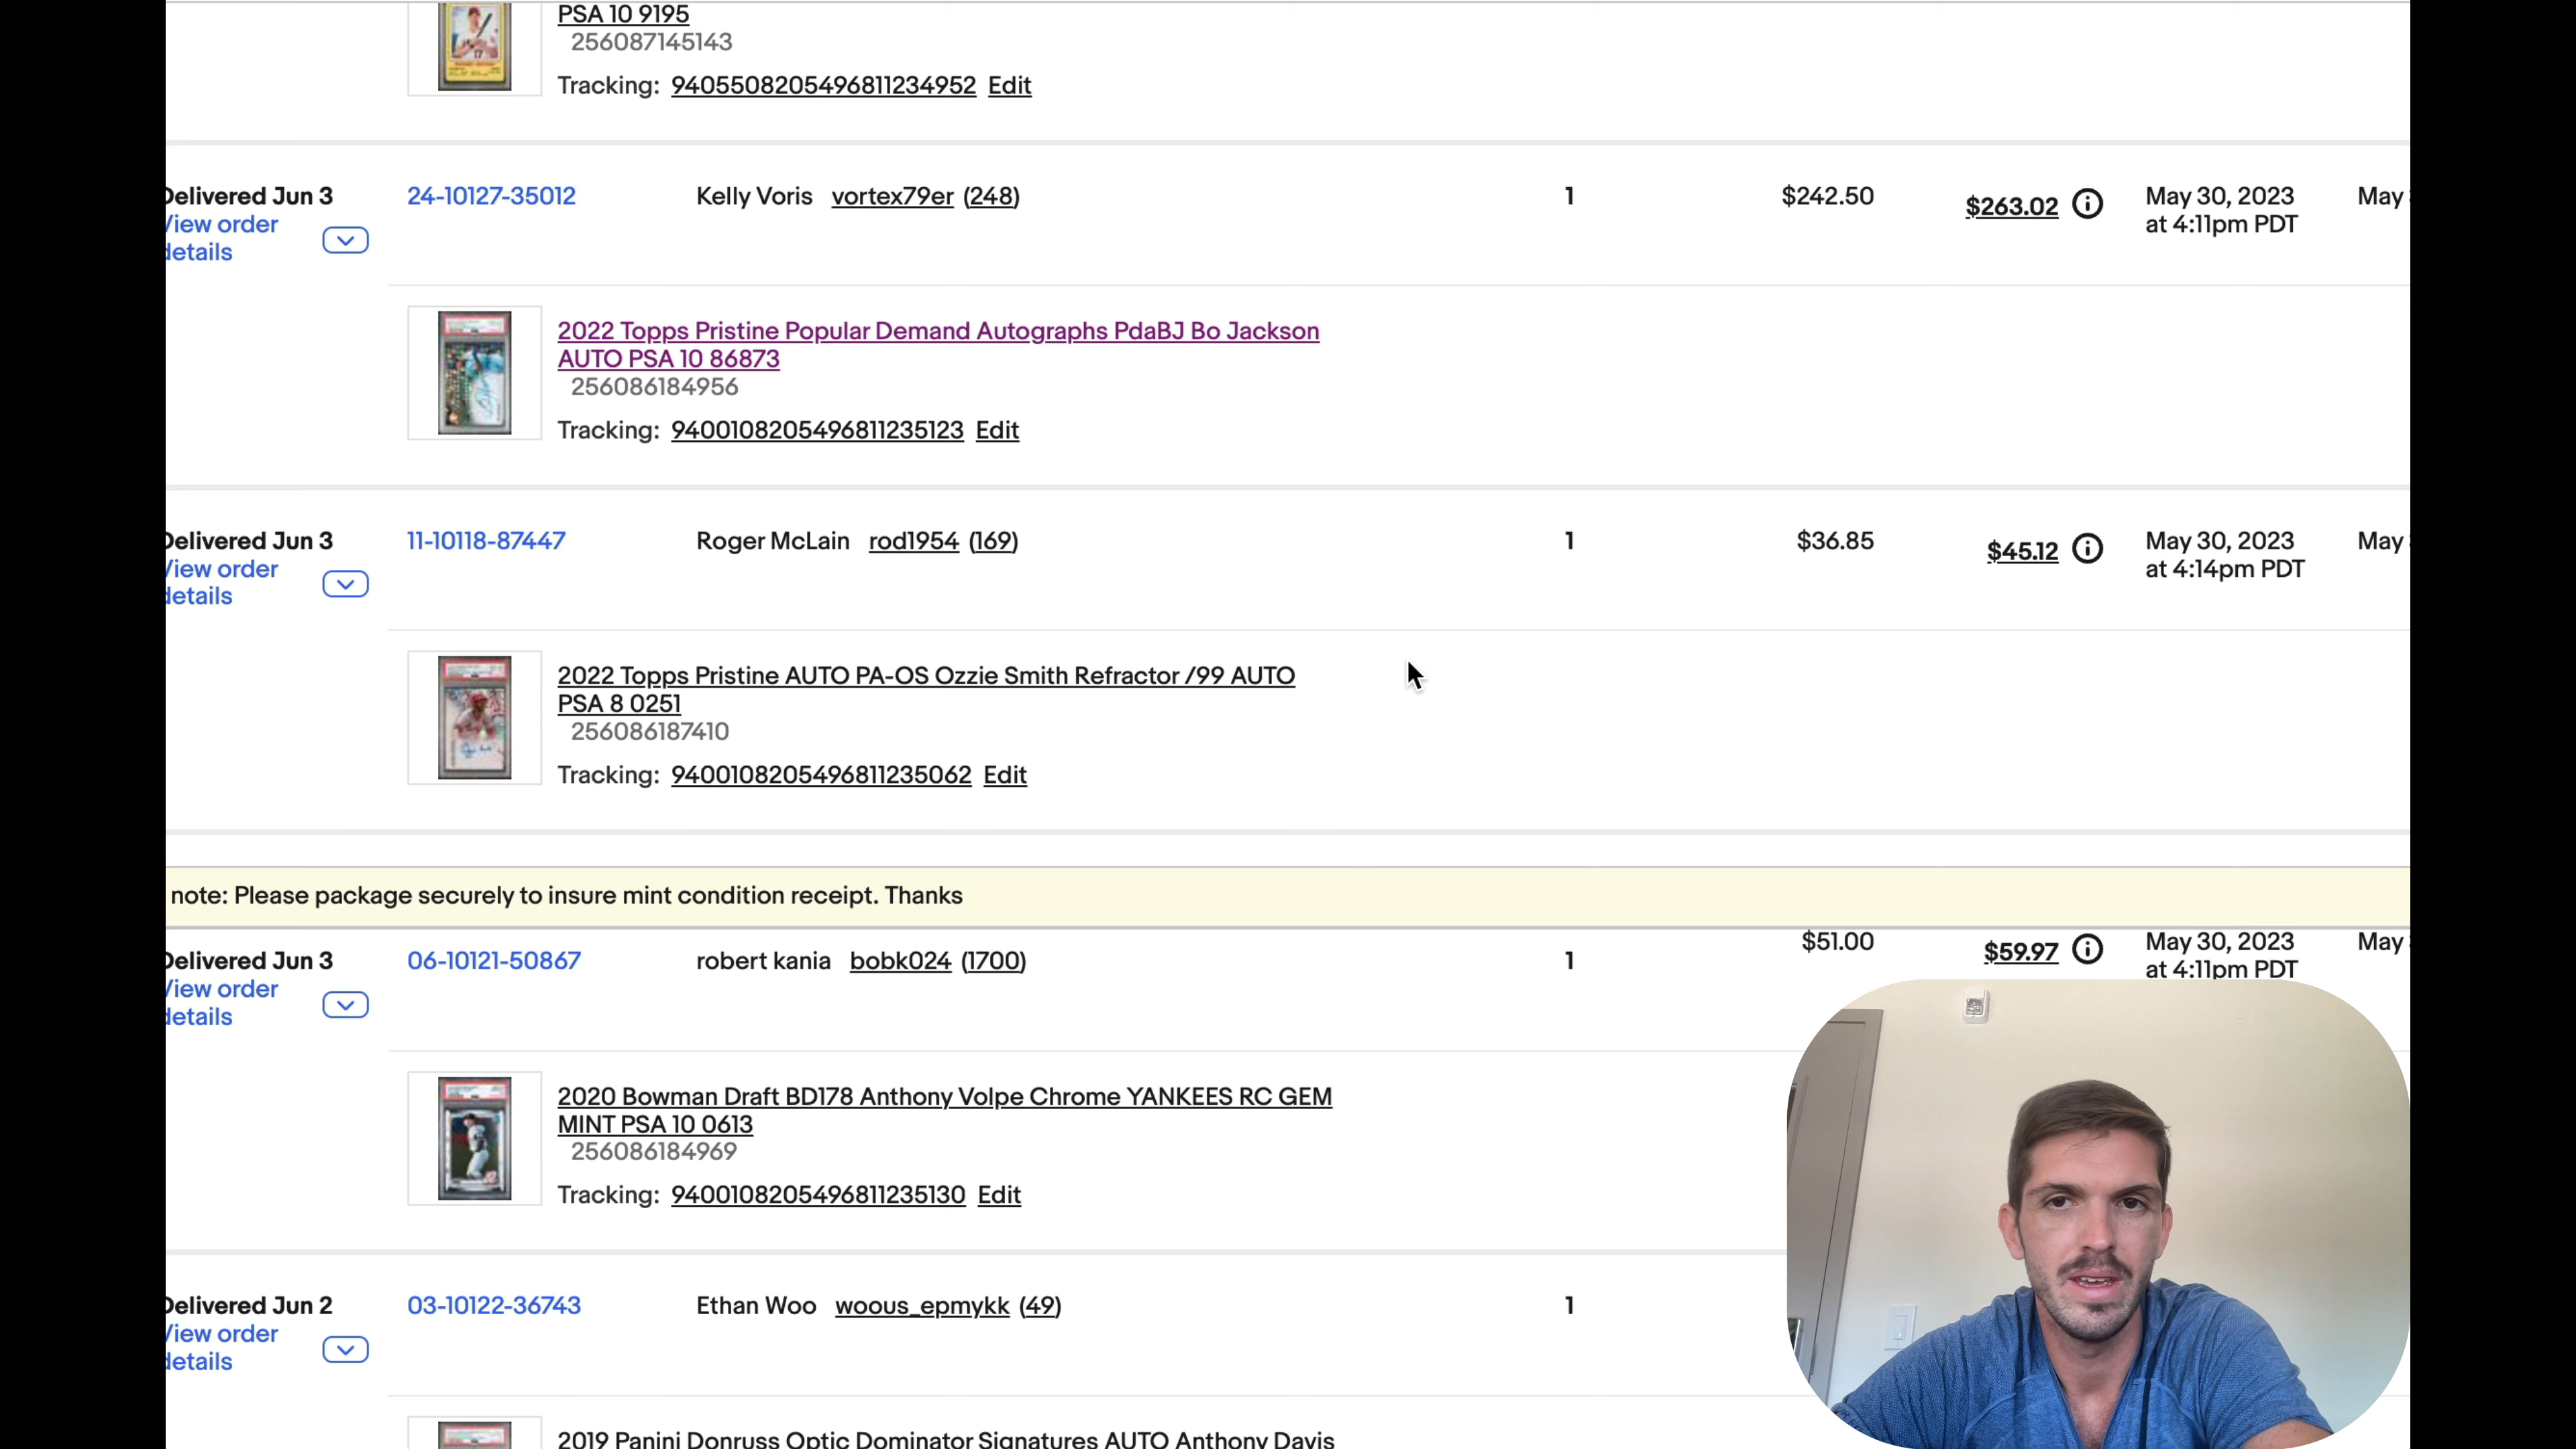 PSA 10 9195
256087145143
Tracking: 9405508205496811234952 Edit
Delivered Jun 3 24-10127-35012 Kelly Voris vortex79er (248) 1 $242.50 $263.02 May 30, 2023 May
View order at 4:11pm PDT
details
2022 Topps Pristine Popular Demand Autographs PdaBJ Bo Jackson
AUTO PSA 10 86873
256086184956
Tracking: 9400108205496811235123 Edit
Delivered Jun 3 11-10118-87447 Roger McLain rod1954 (169) 1 $36.85 $45.12 May 30, 2023 May
View order at 4:14pm PDT
details
2022 Topps Pristine AUTO PA-OS Ozzie Smith Refractor /99 AUTO
PSA 8 0251
256086187410
Tracking: 9400108205496811235062 Edit
note: Please package securely to insure mint condition receipt. Thanks
Delivered Jun 3 06-10121-50867 robert kania bobk024 (1700) 1 $51.00 $59.97 May 30, 2023 May
View order at 4:11pm PDT
details
2020 Bowman Draft BD178 Anthony Volpe Chrome YANKEES RC GEM
MINT PSA 10 0613
256086184969
Tracking: 9400108205496811235130 Edit
Delivered Jun 2 03-10122-36743 Ethan Woo woous_epmykk (49) 1
View order
details
2019 Panini Donruss Optic Dominator Signatures AUTO Anthony Davis